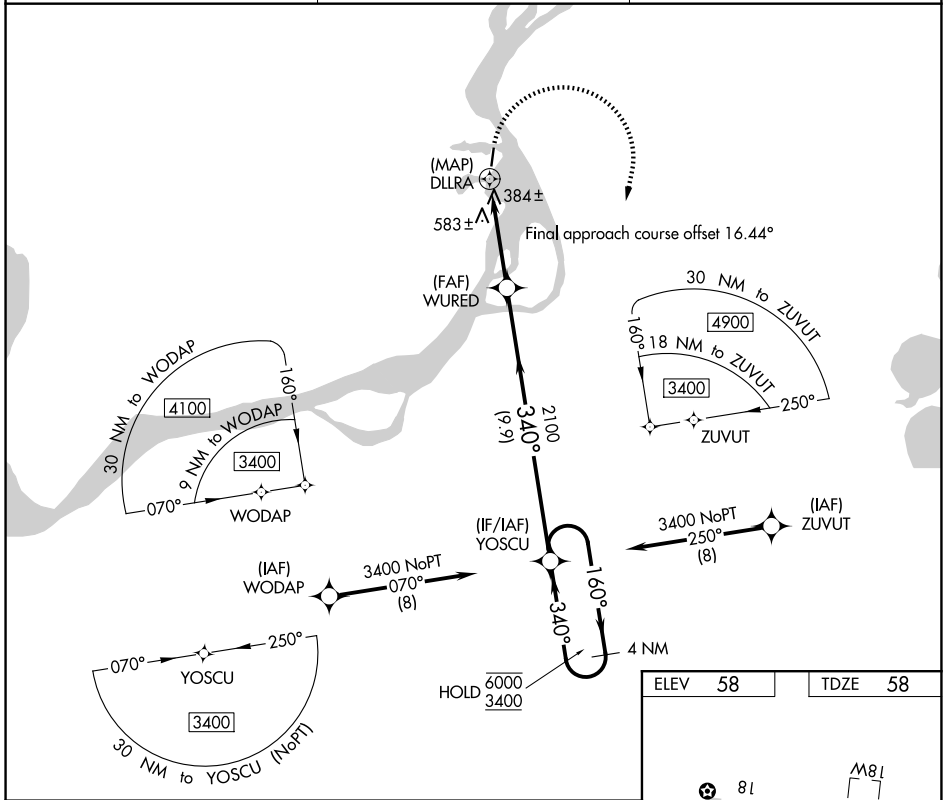 (MAP)
DLLRA
384±
583±
Final approach course offset 16.44°
(FAF)
WURED
30 NM to ZUVUT
4900
160°
18 NM to ZUVUT
3400
250°
ZUVUT
30 NM to WODAP
4100
160°
9 NM to WODAP
3400
070°
WODAP
2100
340°
(9.9)
(IF/IAF)
YOSCU
3400 NoPT
250°
(8)
(IAF)
ZUVUT
(IAF)
WODAP
3400 NoPT
070°
(8)
340°
160°
4 NM
HOLD 6000
3400
070°
250°
YOSCU
3400
30 NM to YOSCU (NoPT)
ELEV 58
TDZE 58
18
18W